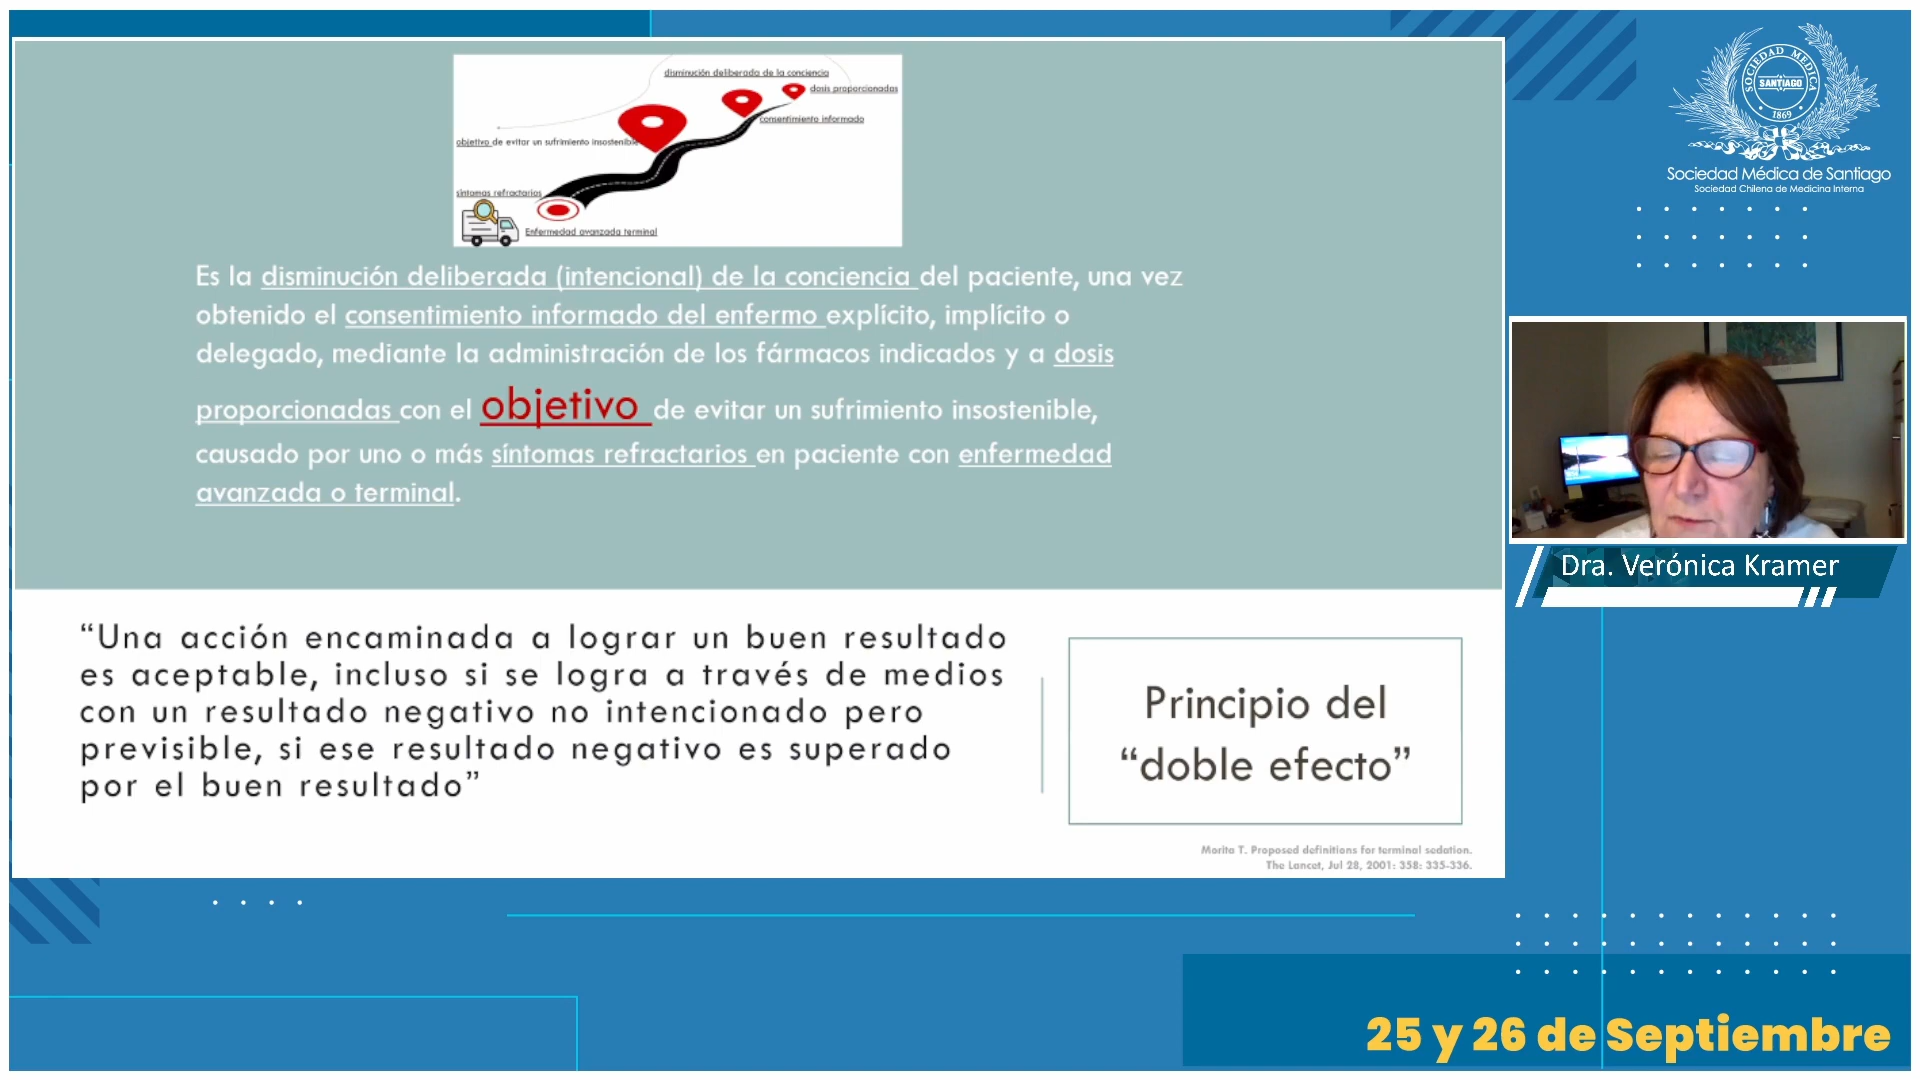 disminución deliberada de la conciencia
dosis proporcionadas
consentimiento informado
objetivo de evitar un sufrimiento insostenible
síntomas refractarios
Enfermedad avanzada terminal
Es la disminución deliberada (intencional) de la conciencia del paciente, una vez
obtenido el consentimiento informado del enfermo explícito, implícito o
delegado, mediante la administración de los fármacos indicados y a dosis
proporcionadas con el objetivo de evitar un sufrimiento insostenible,
causado por uno o más síntomas refractarios en paciente con enfermedad
avanzada o terminal.
“Una acción encaminada a lograr un buen resultado
es aceptable, incluso si se logra a través de medios
con un resultado negativo no intencionado pero
previsible, si ese resultado negativo es superado
por el buen resultado”
Principio del
“doble efecto”
Morita T. Proposed definitions for terminal sedation.
The Lancet, Jul 28, 2001: 358: 335-336.
SOCIEDAD MEDICA
SANTIAGO
1869
Sociedad Médica de Santiago
Sociedad Chilena de Medicina Interna
Dra. Verónica Kramer
25 y 26 de Septiembre